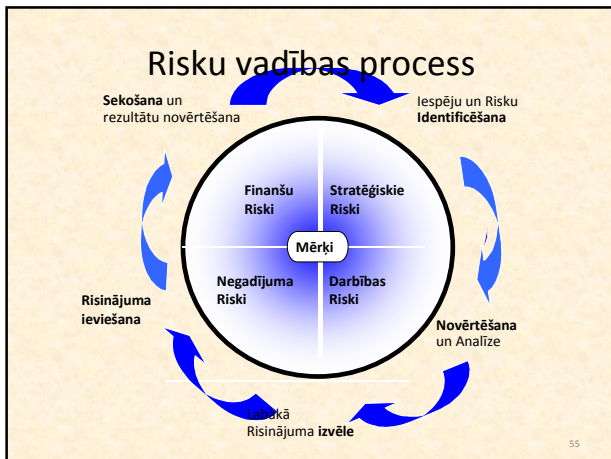 Risku vadības process
Sekošana un
rezultātu novērtēšana
Iespēju un Risku
Identificēšana
Finanšu
Riski
Stratēģiskie
Riski
Mērķi
Negadījuma
Riski
Darbības
Riski
Risinājuma
ieviešana
Novērtēšana
un Analīze
Labākā
Risinājuma izvēle
55